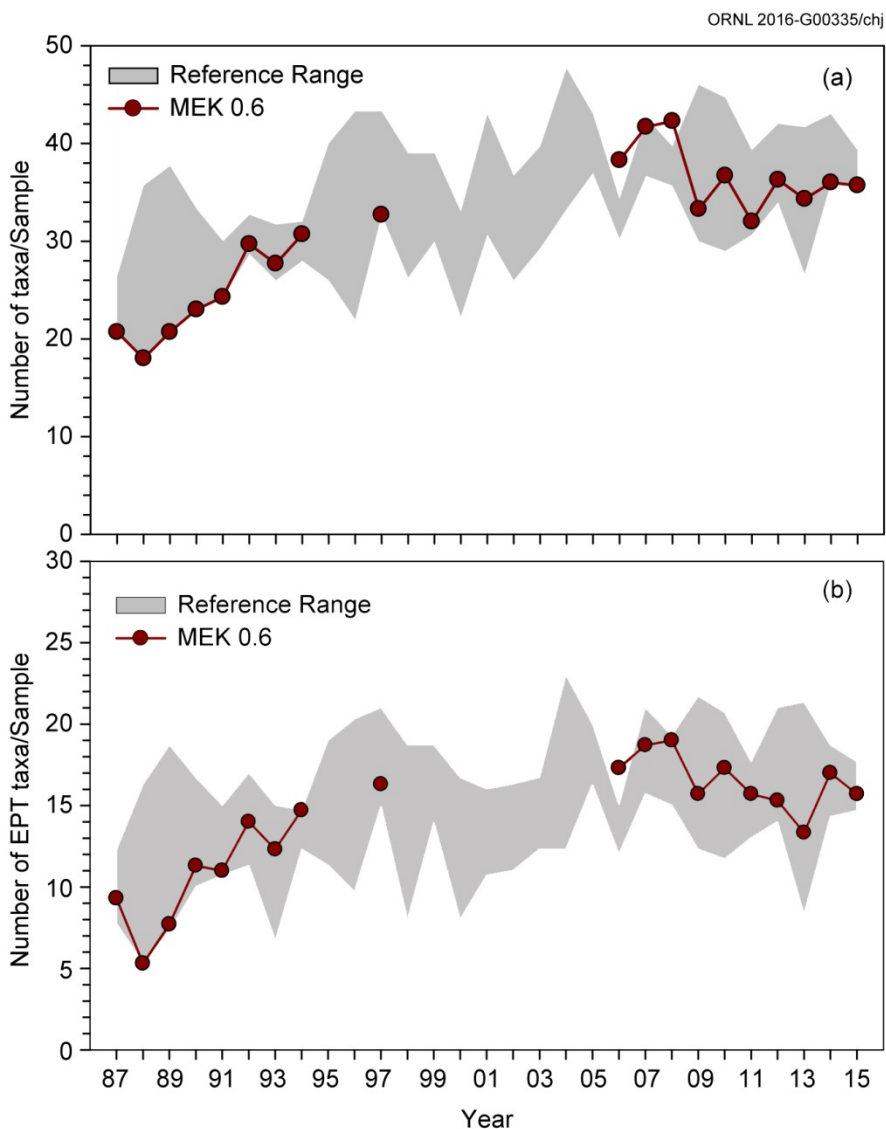 ORNL 2016-G00335/chj
50
Reference Range
(a)
MEK 0.6
40
30
20
10
0
Number of taxa/Sample
30
Reference Range
(b)
MEK 0.6
25
20
15
10
5
0
Number of EPT taxa/Sample
87 89 91 93 95 97 99 01 03 05 07 09 11 13 15
Year